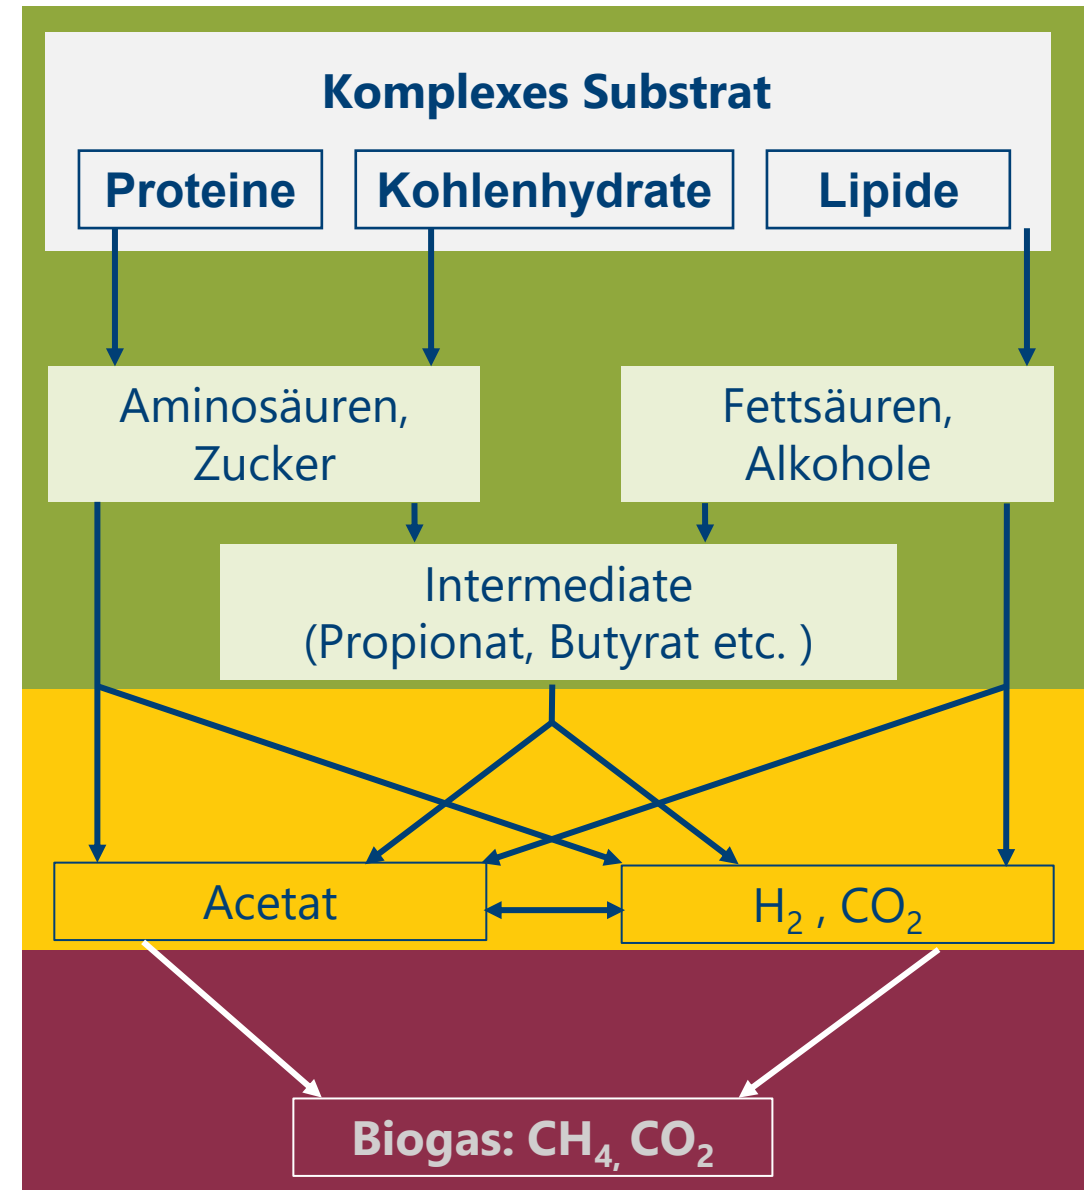 Komplexes Substrat
Proteine
Kohlenhydrate
Lipide
Aminosäuren,
Zucker
Fettsäuren,
Alkohole
Intermediate
(Propionat, Butyrat etc. )
Acetat
H₂ , CO₂
Biogas: CH₄, CO₂